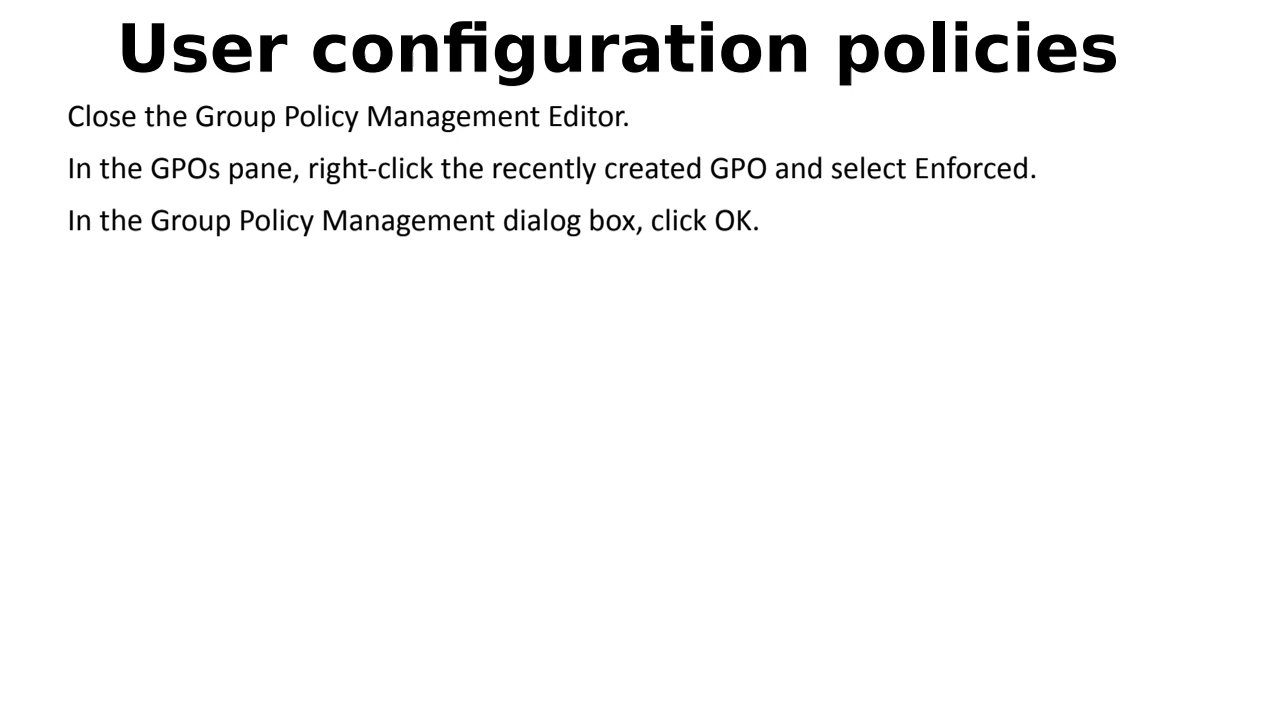 User configuration policies
Close the Group Policy Management Editor.
In the GPOs pane, right-click the recently created GPO and select Enforced.
In the Group Policy Management dialog box, click OK.